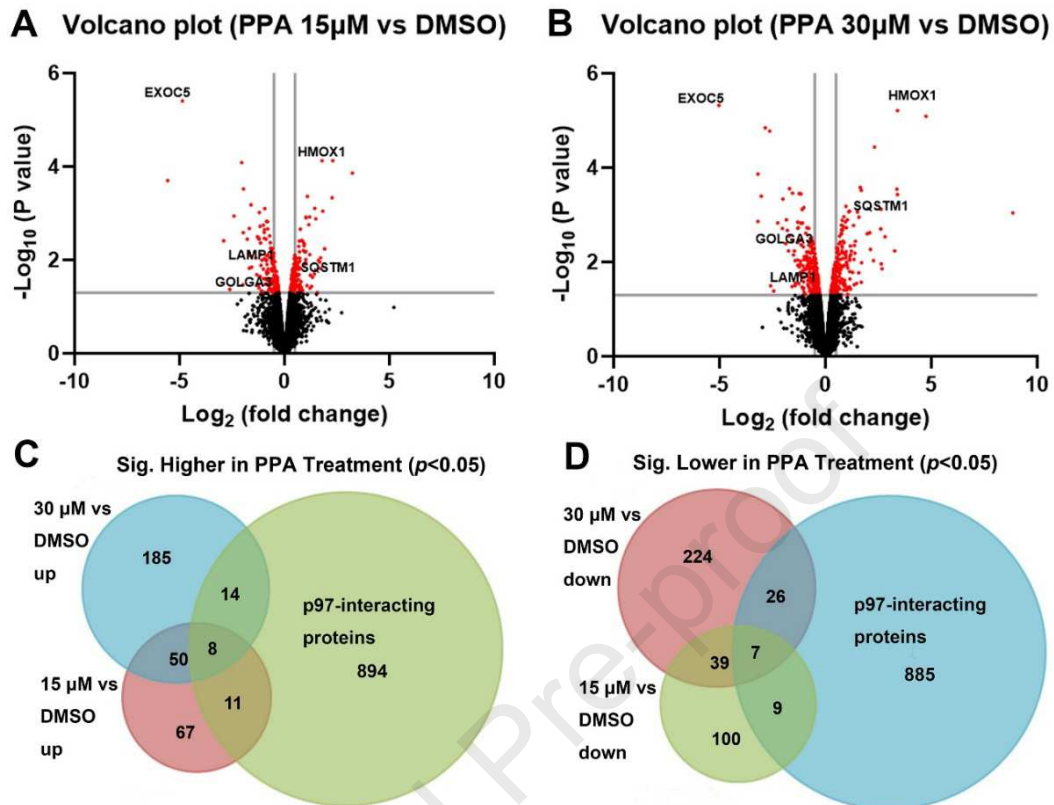 A Volcano plot (PPA 15µM vs DMSO)
6
4
2
0
-10
-5
0
5
10
-Log10 (P value)
Log2 (fold change)
EXOC5
HMOX1
LAMP1
SQSTM1
GOLGA3
B Volcano plot (PPA 30µM vs DMSO)
6
4
2
0
-10
-5
0
5
10
-Log10 (P value)
Log2 (fold change)
EXOC5
HMOX1
SQSTM1
GOLGA3
LAMP1
C
Sig. Higher in PPA Treatment (p<0.05)
30 µM vs
DMSO
up
185
14
p97-interacting
proteins
894
50
8
15 µM vs
DMSO
up
11
67
D
Sig. Lower in PPA Treatment (p<0.05)
30 µM vs
DMSO
down
224
26
p97-interacting
proteins
885
39
7
15 µM vs
DMSO
down
9
100
Pre-proof